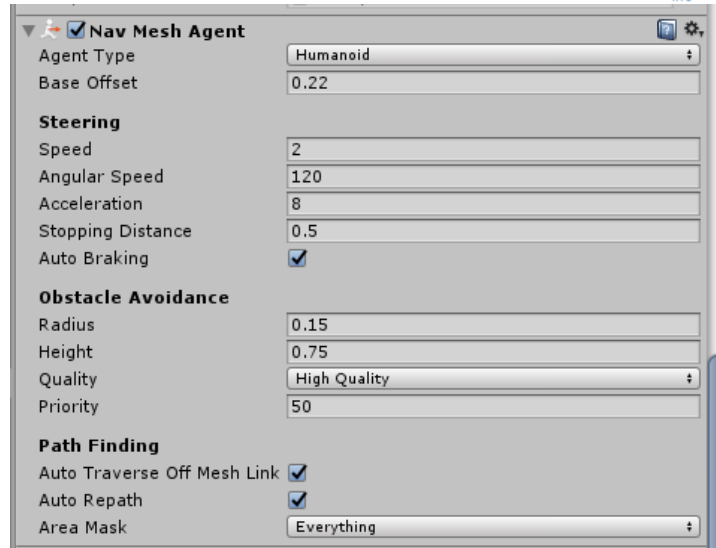 Nav Mesh Agent
Agent Type Humanoid
Base Offset 0.22
Steering
Speed 2
Angular Speed 120
Acceleration 8
Stopping Distance 0.5
Auto Braking
Obstacle Avoidance
Radius 0.15
Height 0.75
Quality High Quality
Priority 50
Path Finding
Auto Traverse Off Mesh Link
Auto Repath
Area Mask Everything